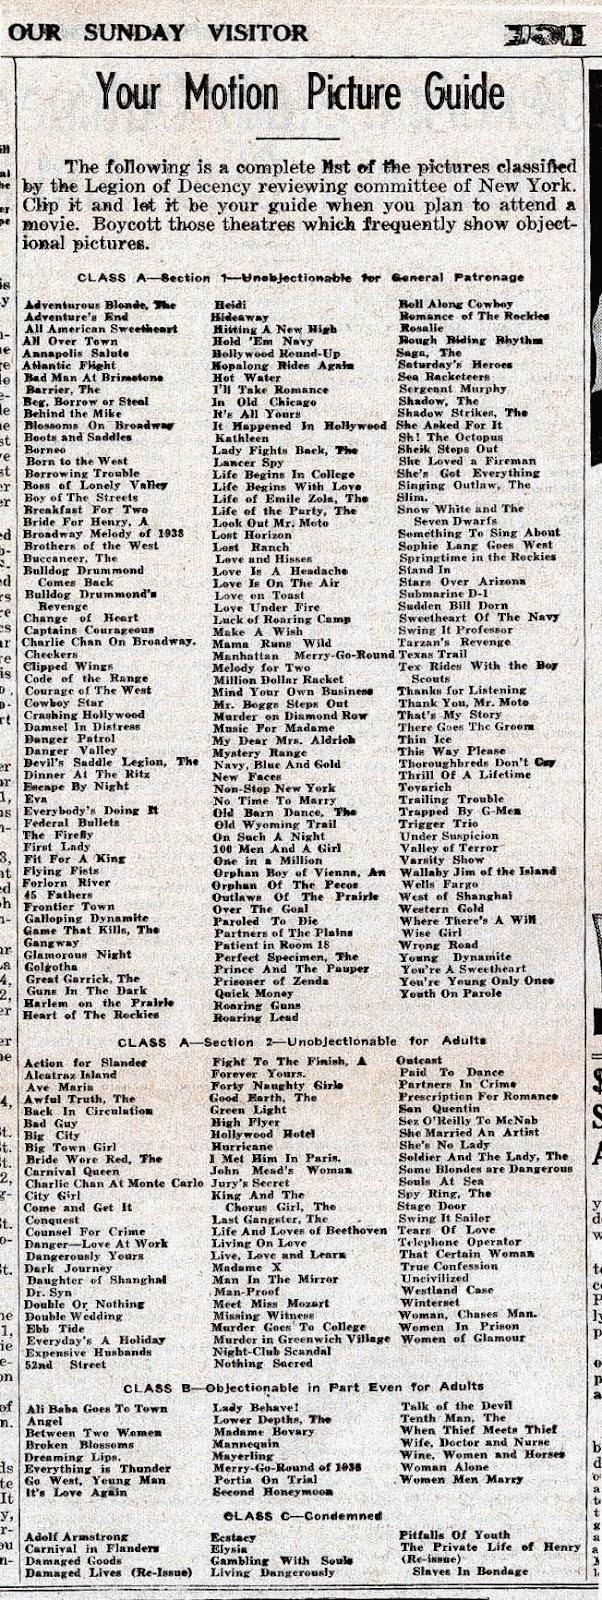 OUR SUNDAY VISITOR
Your Motion Picture Guide
The following is a complete list of the pictures classified
by the Legion of Decency reviewing committee of New York.
Clip it and let it be your guide when you plan to attend a
movie. Boycott those theatres which frequently show object-
ional pictures.
CLASS A—Section 1—Unobjectionable for General Patronage
Adventurous Blonde, The
Adventure's End
All American Sweetheart
All Over Town
Annapolis Salute
Atlantic Flight
Bad Man At Brimstone
Barrier, The
Beg, Borrow or Steal
Behind the Mike
Blossoms On Broadway
Boots and Saddles
Borneo
Born to the West
Borrowing Trouble
Boss of Lonely Valley
Boy of The Streets
Breakfast For Two
Bride For Henry, A
Broadway Melody of 1938
Brothers of the West
Buccaneer, The
Bulldog Drummond
Comes Back
Bulldog Drummond's
Revenge
Change of Heart
Captains Courageous
Charlie Chan On Broadway.
Checkers
Clipped Wings
Code of the Range
Courage of The West
Cowboy Star
Crashing Hollywood
Damsel In Distress
Danger Patrol
Danger Valley
Devil's Saddle Legion, The
Dinner At The Ritz
Escape By Night
Eva
Everybody's Doing It
Federal Bullets
The Firefly
First Lady
Fit For A King
Flying Fists
Forlorn River
45 Fathers
Frontier Town
Galloping Dynamite
Game That Kills, The
Gangway
Glamorous Night
Golgotha
Great Garrick, The
Guns In The Dark
Harlem on the Prairie
Heart of The Rockies
Heidi
Hideaway
Hitting A New High
Hold 'Em Navy
Hollywood Round-Up
Hopalong Rides Again
Hot Water
I'll Take Romance
In Old Chicago
It's All Yours
It Happened In Hollywood
Kathleen
Lady Fights Back, The
Lancer Spy
Life Begins In College
Life Begins With Love
Life of Emile Zola, The
Life of the Party, The
Look Out Mr. Moto
Lost Horizon
Lost Ranch
Love and Hisses
Love Is A Headache
Love Is On The Air
Love on Toast
Love Under Fire
Luck of Roaring Camp
Make A Wish
Mama Runs Wild
Manhattan Merry-Go-Round
Melody for Two
Million Dollar Racket
Mind Your Own Business
Mr. Boggs Steps Out
Murder on Diamond Row
Music For Madame
My Dear Mrs. Aldrich
Mystery Range
Navy, Blue And Gold
New Faces
Non-Stop New York
No Time To Marry
Old Barn Dance, The
Old Wyoming Trail
On Such A Night
100 Men And A Girl
One in a Million
Orphan Boy of Vienna, An
Orphan Of The Pecos
Outlaws Of The Prairie
Over The Goal
Paroled To Die
Partners of The Plains
Patient in Room 18
Perfect Specimen, The
Prince And The Pauper
Prisoner of Zenda
Quick Money
Roaring Guns
Roaring Lead
Roll Along Cowboy
Romance of The Rockies
Rosalie
Rough Riding Rhythm
Saga, The
Saturday's Heroes
Sea Racketeers
Sergeant Murphy
Shadow, The
Shadow Strikes, The
She Asked For It
Sh! The Octopus
Sheik Steps Out
She Loved a Fireman
She's Got Everything
Singing Outlaw, The
Slim.
Snow White and The
Seven Dwarfs
Something To Sing About
Sophie Lang Goes West
Springtime in the Rockies
Stand In
Stars Over Arizona
Submarine D-1
Sudden Bill Dorn
Sweetheart Of The Navy
Swing It Professor
Tarzan's Revenge
Texas Trail
Tex Rides With the Boy
Scouts
Thanks for Listening
Thank You, Mr. Moto
That's My Story
There Goes The Groom
Thin Ice
This Way Please
Thoroughbreds Don't Cry
Thrill Of A Lifetime
Tovarich
Trailing Trouble
Trapped By G-Men
Trigger Trio
Under Suspicion
Valley of Terror
Varsity Show
Wallaby Jim of the Island
Wells Fargo
West of Shanghai
Western Gold
Where There's A Will
Wise Girl
Wrong Road
Young Dynamite
You're A Sweetheart
You're Young Only Once
Youth On Parole
CLASS A—Section 2—Unobjectionable for Adults
Action for Slander
Alcatraz Island
Ave Maria
Awful Truth, The
Back In Circulation
Bad Guy
Big City
Big Town Girl
Bride Wore Red, The
Carnival Queen
Charlie Chan At Monte Carlo
City Girl
Come and Get It
Conquest
Counsel For Crime
Danger—Love At Work
Dangerously Yours
Dark Journey
Daughter of Shanghai
Dr. Syn
Double Or Nothing
Double Wedding
Ebb Tide
Everyday's A Holiday
Expensive Husbands
52nd Street
Fight To The Finish, A
Forever Yours.
Forty Naughty Girls
Good Earth, The
Green Light
High Flyer
Hollywood Hotel
Hurricane
I Met Him In Paris.
John Mead's Woman
Jury's Secret
King And The
Chorus Girl, The
Last Gangster, The
Life And Loves of Beethoven
Living On Love
Live, Love and Learn
Madame X
Man In The Mirror
Man-Proof
Meet Miss Mozart
Missing Witness
Murder Goes To College
Murder in Greenwich Village
Night-Club Scandal
Nothing Sacred
Outcast
Paid To Dance
Partners In Crime
Prescription For Romance
San Quentin
Sez O'Reilly To McNab
She Married An Artist
She's No Lady
Soldier And The Lady, The
Some Blondes are Dangerous
Souls At Sea
Spy Ring, The
Stage Door
Swing It Sailor
Tears Of Love
Telephone Operator
That Certain Woman
True Confession
Uncivilized
Westland Case
Winterset
Woman, Chases Man.
Women In Prison
Women of Glamour
CLASS B—Objectionable in Part Even for Adults
Ali Baba Goes To Town
Angel
Between Two Women
Broken Blossoms
Dreaming Lips.
Everything is Thunder
Go West, Young Man
It's Love Again
Lady Behave!
Lower Depths, The
Madame Bovary
Mannequin
Mayerling
Merry-Go-Round of 1938
Portia On Trial
Second Honeymoon
Talk of the Devil
Tenth Man, The
When Thief Meets Thief
Wife, Doctor and Nurse
Wine, Women and Horses
Woman Alone
Women Men Marry
CLASS C—Condemned
Adolf Armstrong
Carnival in Flanders
Damaged Goods
Damaged Lives (Re-Issue)
Ecstacy
Elysia
Gambling With Souls
Living Dangerously
Pitfalls Of Youth
The Private Life of Henry
(Re-issue)
Slaves In Bondage